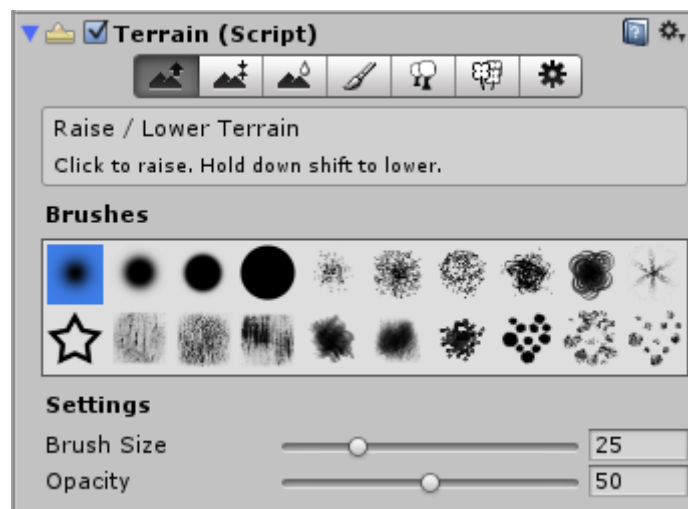 Terrain (Script)
Raise / Lower Terrain
Click to raise. Hold down shift to lower.
Brushes
Settings
Brush Size 25
Opacity 50